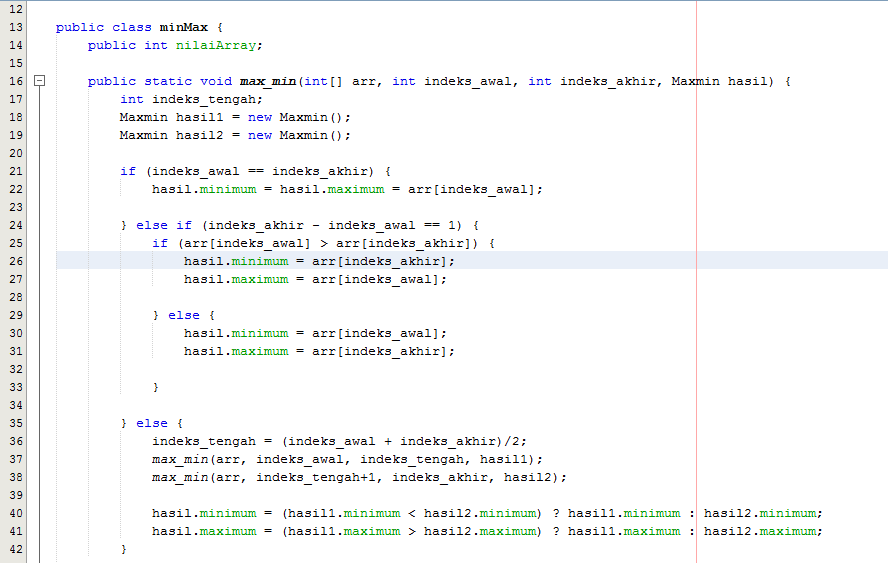 12
13 public class minMax {
14 public int nilaiArray;
15
16 public static void max_min(int[] arr, int indeks_awal, int indeks_akhir, Maxmin hasil) {
17 int indeks_tengah;
18 Maxmin hasil1 = new Maxmin();
19 Maxmin hasil2 = new Maxmin();
20
21 if (indeks_awal == indeks_akhir) {
22 hasil.minimum = hasil.maximum = arr[indeks_awal];
23
24 } else if (indeks_akhir - indeks_awal == 1) {
25 if (arr[indeks_awal] > arr[indeks_akhir]) {
26 hasil.minimum = arr[indeks_akhir];
27 hasil.maximum = arr[indeks_awal];
28
29 } else {
30 hasil.minimum = arr[indeks_awal];
31 hasil.maximum = arr[indeks_akhir];
32
33 }
34
35 } else {
36 indeks_tengah = (indeks_awal + indeks_akhir)/2;
37 max_min(arr, indeks_awal, indeks_tengah, hasil1);
38 max_min(arr, indeks_tengah+1, indeks_akhir, hasil2);
39
40 hasil.minimum = (hasil1.minimum < hasil2.minimum) ? hasil1.minimum : hasil2.minimum;
41 hasil.maximum = (hasil1.maximum > hasil2.maximum) ? hasil1.maximum : hasil2.maximum;
42 }